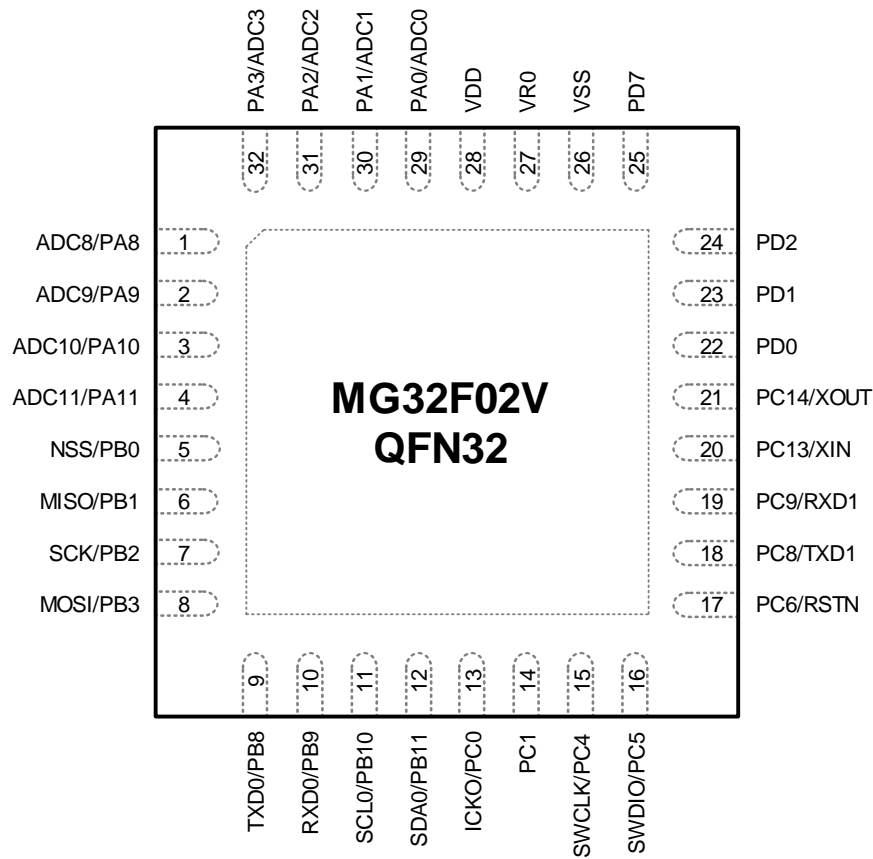 PA3/ADC3
PA2/ADC2
PA1/ADC1
PA0/ADC0
VDD
VR0
VSS
PD7
32
31
30
29
28
27
26
25
ADC8/PA8
1
ADC9/PA9
2
ADC10/PA10
3
ADC11/PA11
4
NSS/PB0
5
MISO/PB1
6
SCK/PB2
7
MOSI/PB3
8
MG32F02V
QFN32
24
PD2
23
PD1
22
PD0
21
PC14/XOUT
20
PC13/XIN
19
PC9/RXD1
18
PC8/TXD1
17
PC6/RSTN
9
10
11
12
13
14
15
16
TXD0/PB8
RXD0/PB9
SCL0/PB10
SDA0/PB11
ICKO/PC0
PC1
SWCLK/PC4
SWDIO/PC5